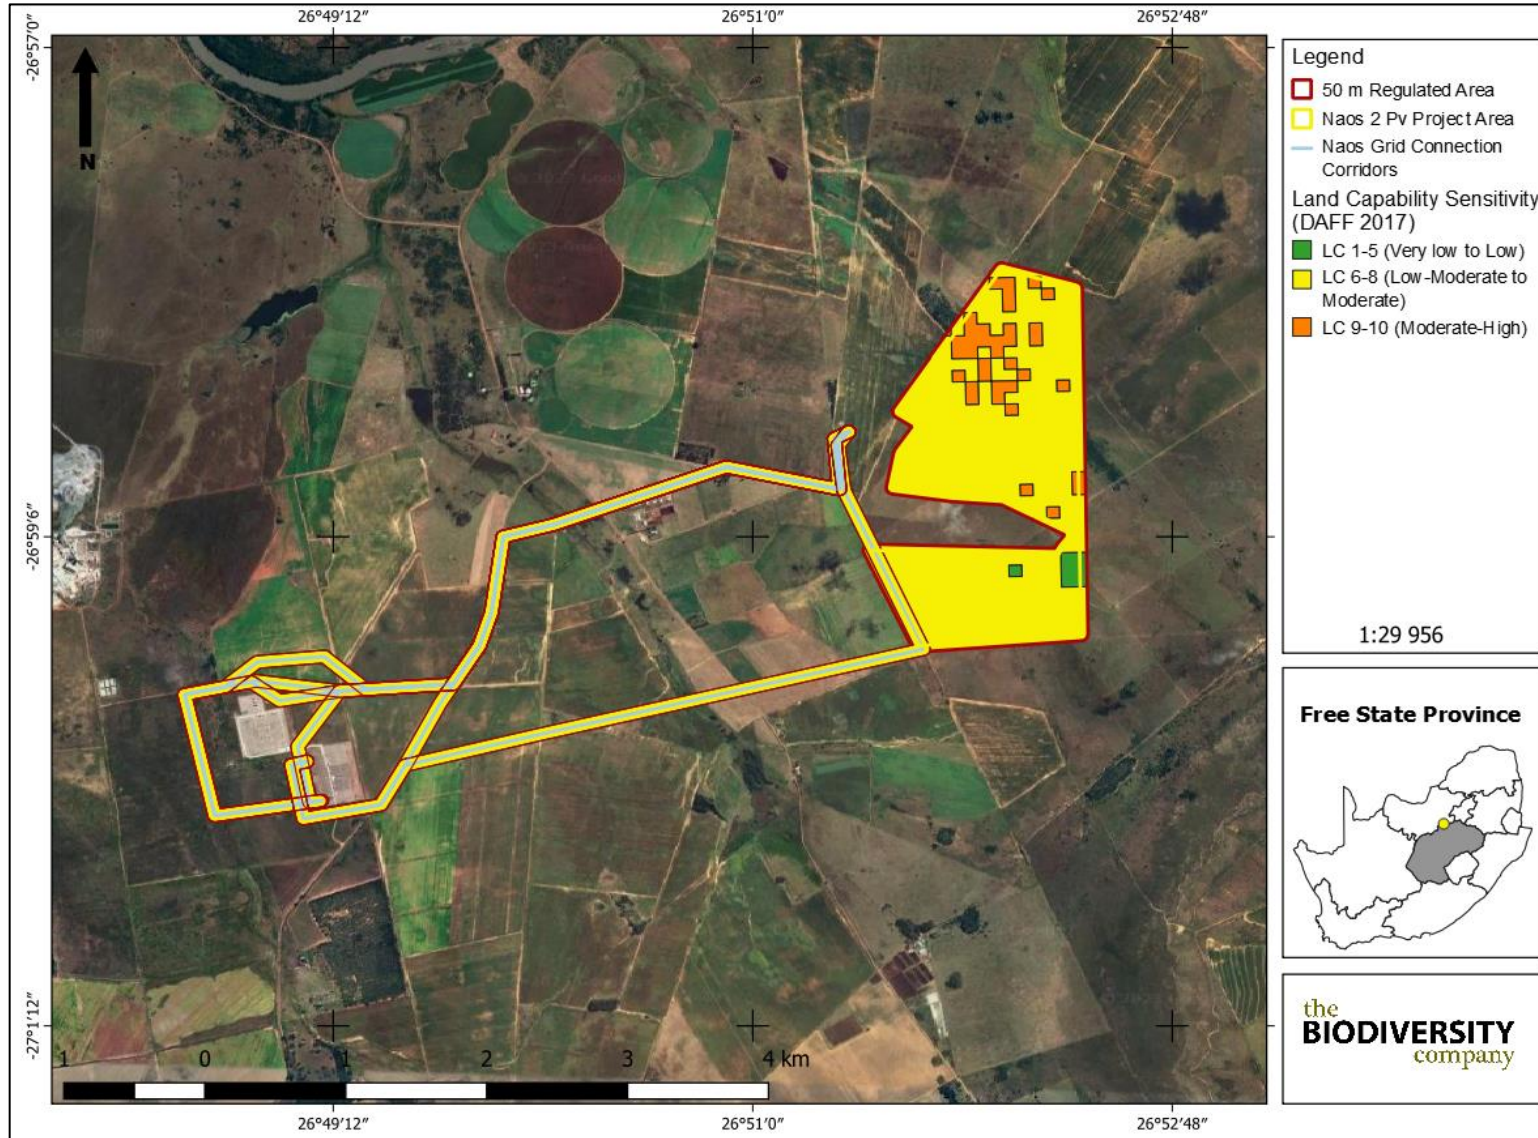 26°49′12″
26°51′0″
26°52′48″
-26°57′0″
-26°59′6″
-27°1′12″
N
1
0
1
2
3
4 km
26°49′12″
26°51′0″
26°52′48″
Legend
50 m Regulated Area
Naos 2 Pv Project Area
Naos Grid Connection
Corridors
Land Capability Sensitivity
(DAFF 2017)
LC 1-5 (Very low to Low)
LC 6-8 (Low-Moderate to
Moderate)
LC 9-10 (Moderate-High)
1:29 956
Free State Province
the
BIODIVERSITY
company